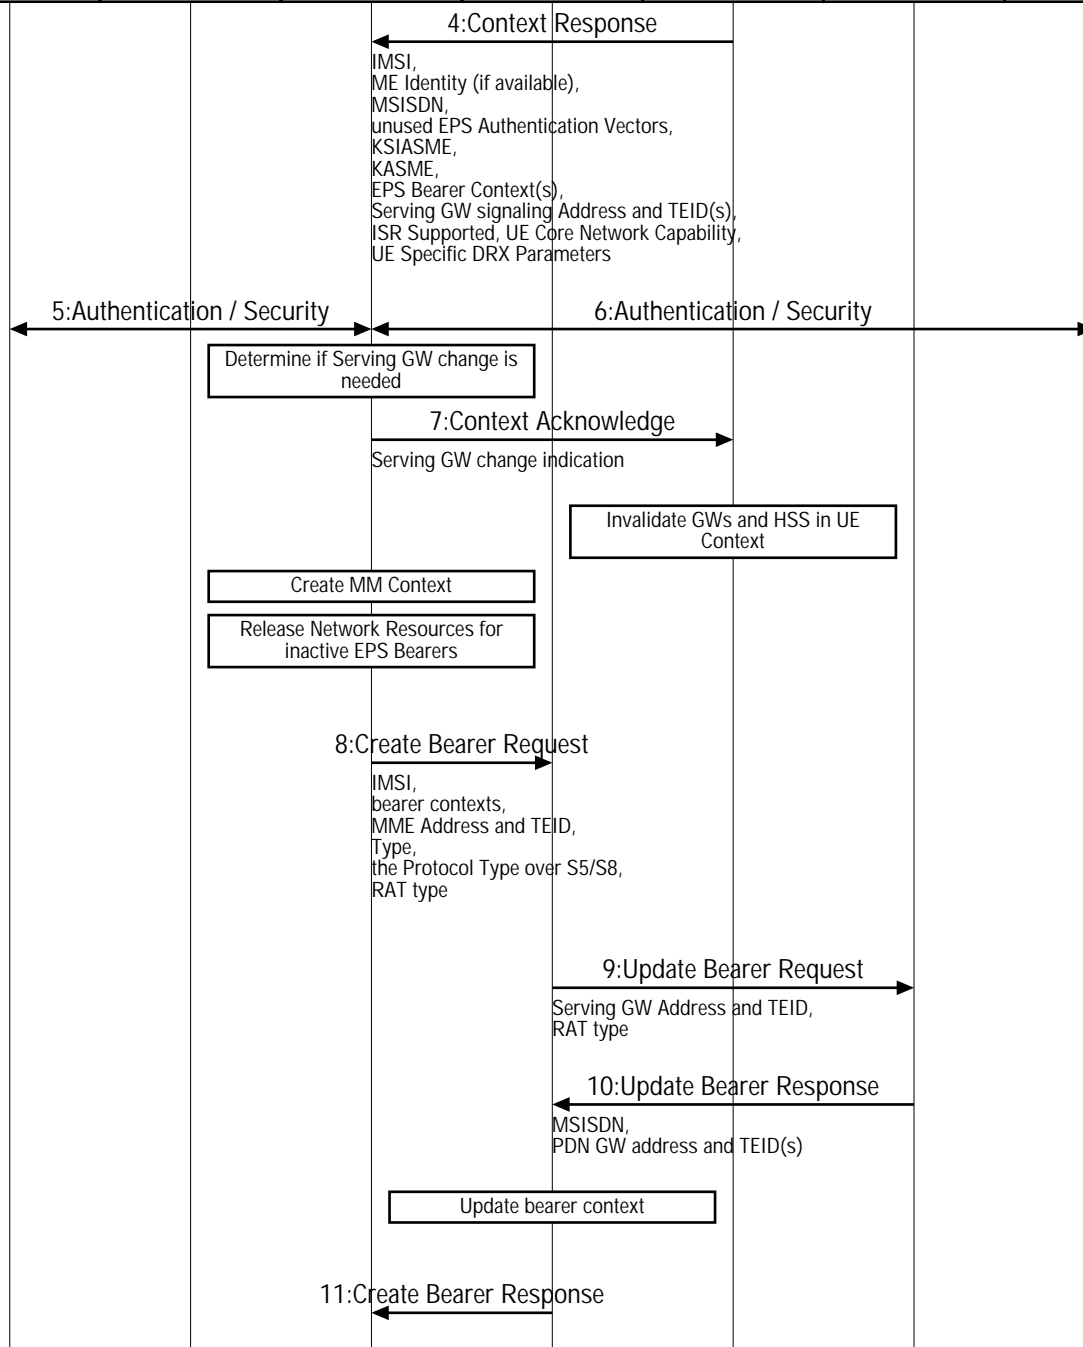 4:Context Response
IMSI,
ME Identity (if available),
MSISDN,
unused EPS Authentication Vectors,
KSIASME,
KASME,
EPS Bearer Context(s),
Serving GW signaling Address and TEID(s),
ISR Supported, UE Core Network Capability,
UE Specific DRX Parameters
5:Authentication / Security
6:Authentication / Security
Determine if Serving GW change is
needed
7:Context Acknowledge
Serving GW change indication
Invalidate GWs and HSS in UE
Context
Create MM Context
Release Network Resources for
inactive EPS Bearers
8:Create Bearer Request
IMSI,
bearer contexts,
MME Address and TEID,
Type,
the Protocol Type over S5/S8,
RAT type
9:Update Bearer Request
Serving GW Address and TEID,
RAT type
10:Update Bearer Response
MSISDN,
PDN GW address and TEID(s)
Update bearer context
11:Create Bearer Response